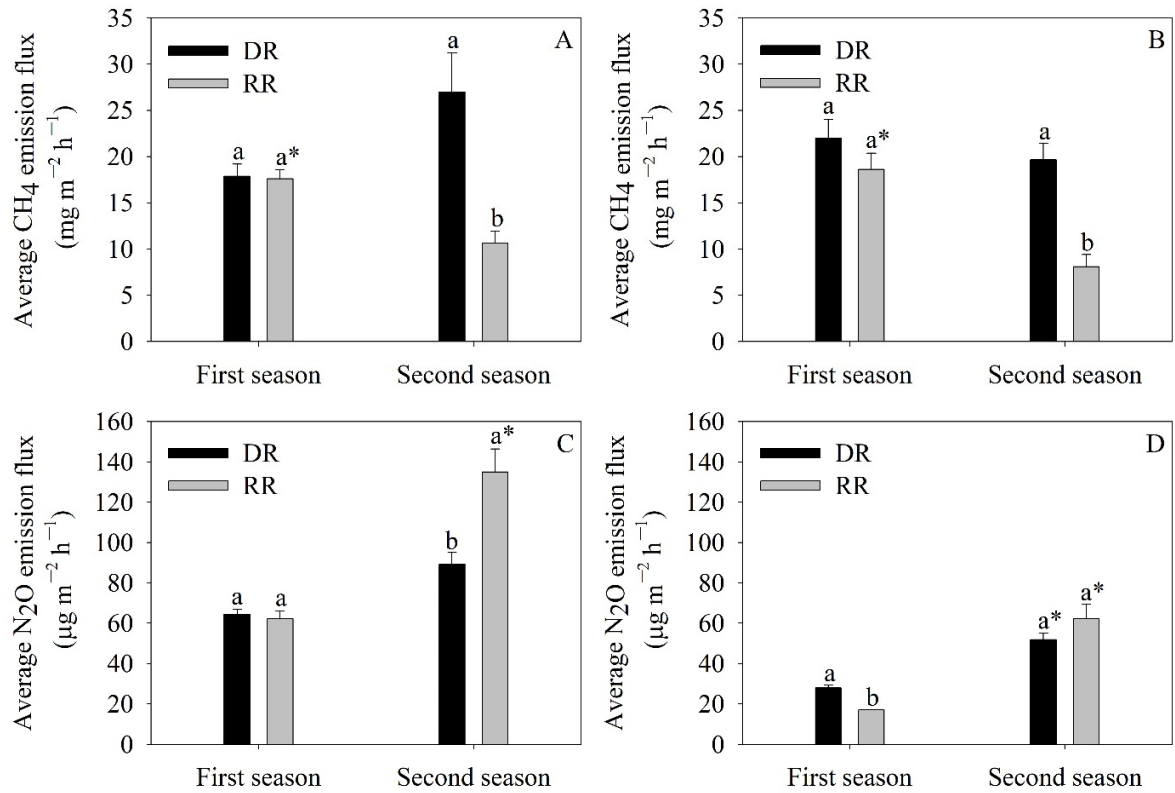 Average CH4 emission flux
(mg m −2 h−1)
35
30
25
20
15
10
5
0
DR
RR
A
a
a*
a
b
First season
Second season
Average CH4 emission flux
(mg m −2 h−1)
35
30
25
20
15
10
5
0
DR
RR
B
a
a*
a
b
First season
Second season
Average N2O emission flux
(μg m −2 h−1)
160
140
120
100
80
60
40
20
0
DR
RR
C
a
a
b
a*
First season
Second season
Average N2O emission flux
(μg m −2 h−1)
160
140
120
100
80
60
40
20
0
DR
RR
D
a
b
a*
a*
First season
Second season